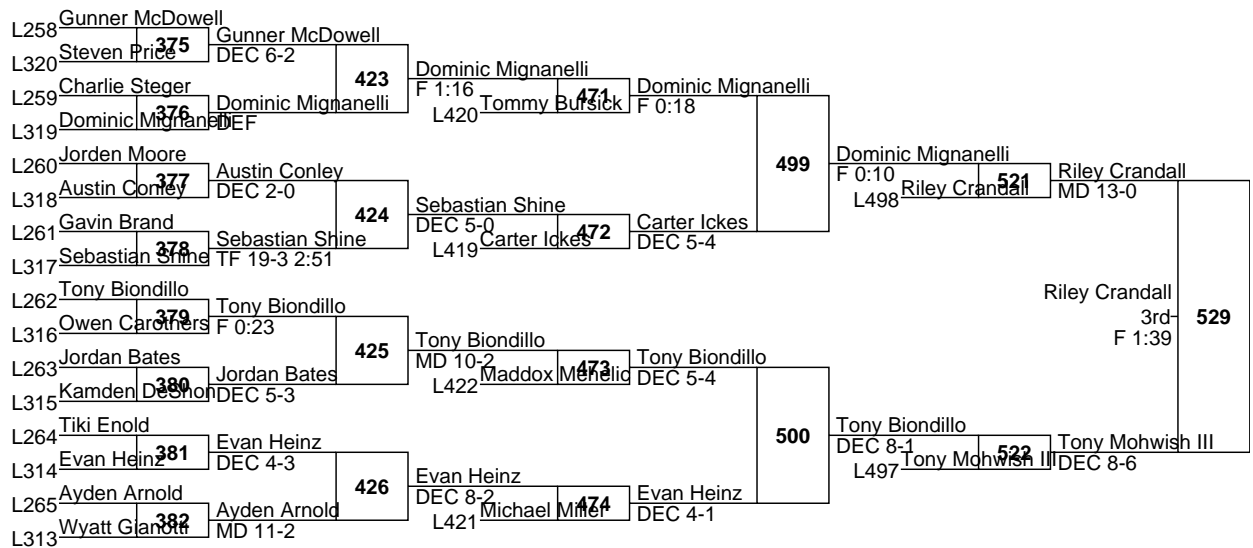 Gunner McDowell
L258
375
Gunner McDowell
DEC 6-2
Steven Price
L320
423
Dominic Mignanelli
F 1:16
Charlie Steger
L259
376
Dominic Mignanelli
DEF
Dominic Mignanelli
L319
471
Tommy Bursick
L420
Dominic Mignanelli
F 0:18
Jorden Moore
L260
377
Austin Conley
DEC 2-0
Austin Conley
L318
424
Sebastian Shine
DEC 5-0
Gavin Brand
L261
378
Sebastian Shine
TF 19-3 2:51
Sebastian Shine
L317
472
Carter Ickes
L419
Carter Ickes
DEC 5-4
499
Dominic Mignanelli
F 0:10
521
Riley Crandall
L498
Riley Crandall
MD 13-0
Tony Biondillo
L262
379
Tony Biondillo
F 0:23
Owen Carothers
L316
425
Tony Biondillo
MD 10-2
Jordan Bates
L263
380
Jordan Bates
DEC 5-3
Kamden DeShon
L315
473
Maddox Menelic
L422
Tony Biondillo
DEC 5-4
Tiki Enold
L264
381
Evan Heinz
DEC 4-3
Evan Heinz
L314
426
Evan Heinz
DEC 8-2
Ayden Arnold
L265
382
Ayden Arnold
MD 11-2
Wyatt Gianotti
L313
474
Michael Miller
L421
Evan Heinz
DEC 4-1
500
Tony Biondillo
DEC 8-1
522
Tony Mohwish III
L497
Tony Mohwish III
DEC 8-6
Riley Crandall
3rd
F 1:39
529